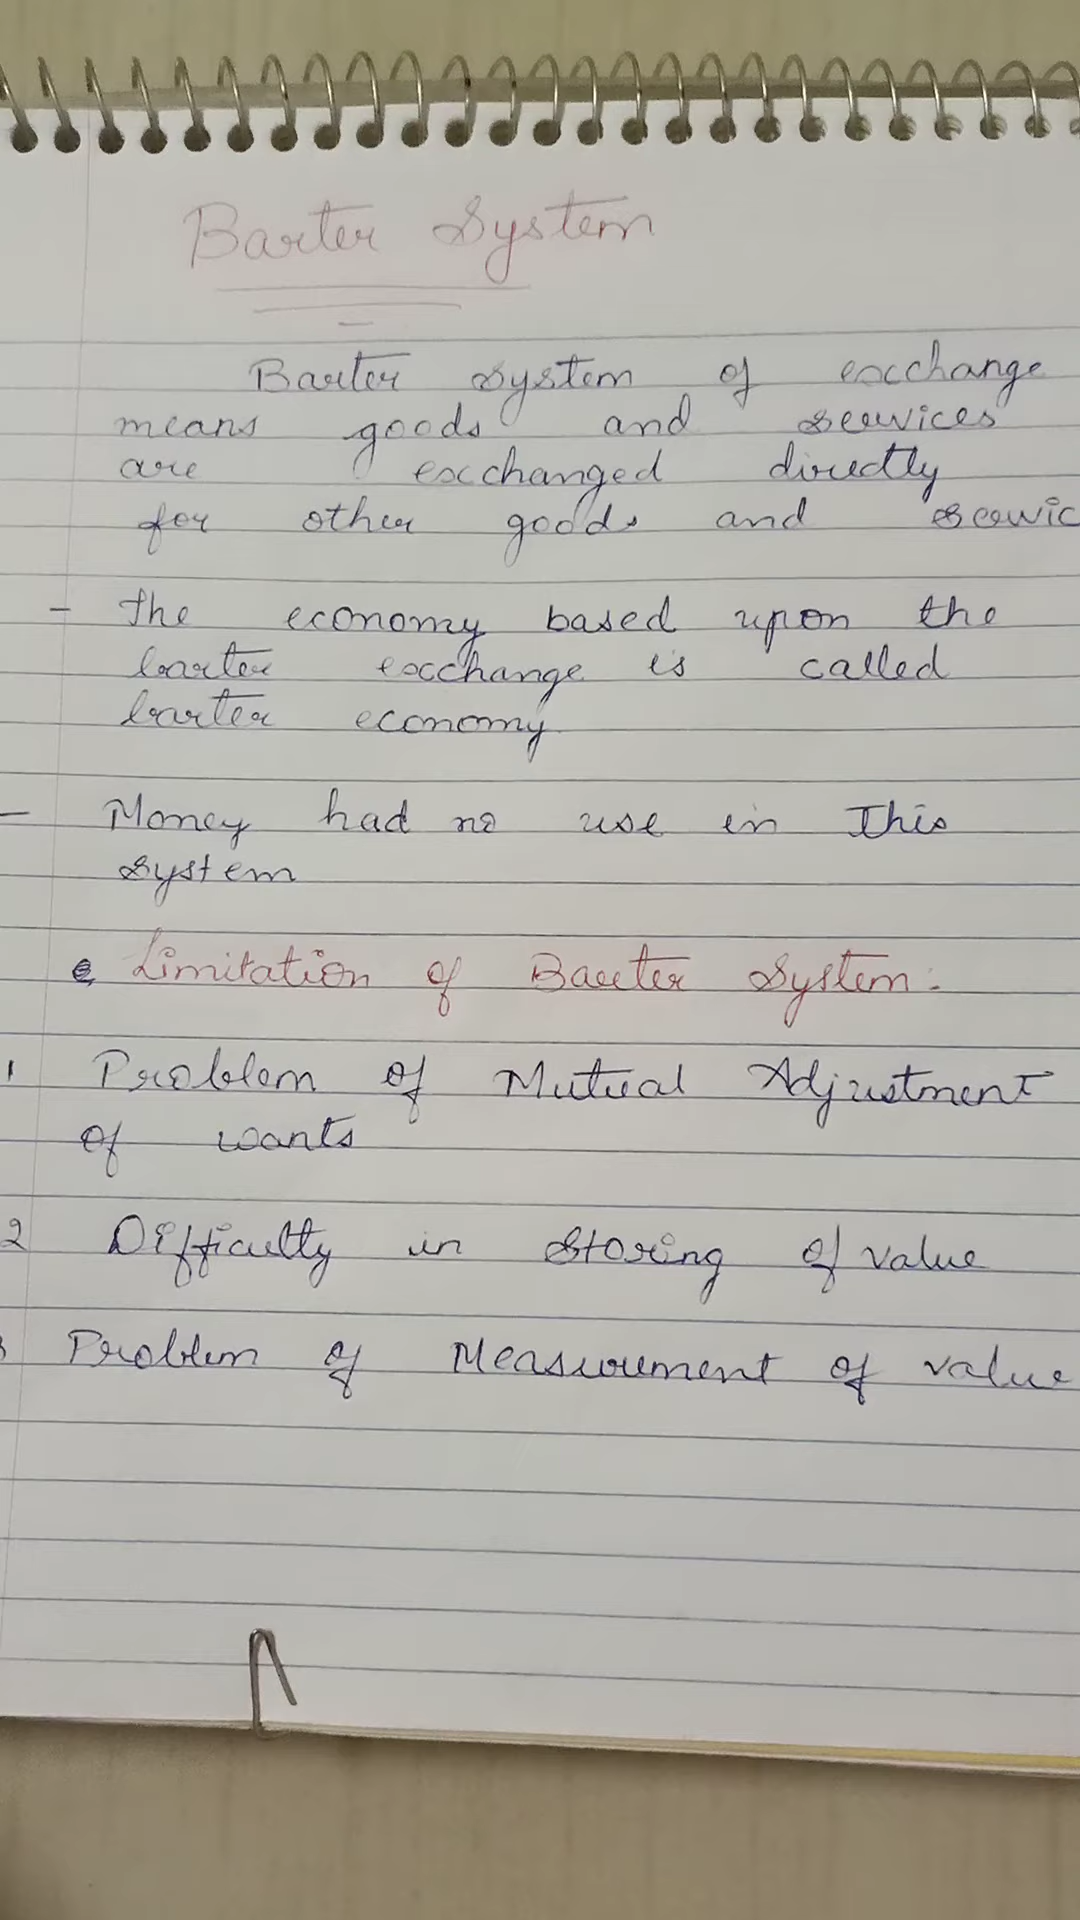 Barter System
Barter system of exchange
means goods and services
are exchanged directly
for other goods and servic
- the economy based upon the
barter exchange is called
barter economy
- Money had no use in This
system
Limitation of Barter System:
1 Problem of Mutual Adjustment
of wants
2 Difficulty in Storing of value
3 Problem of Measurement of value